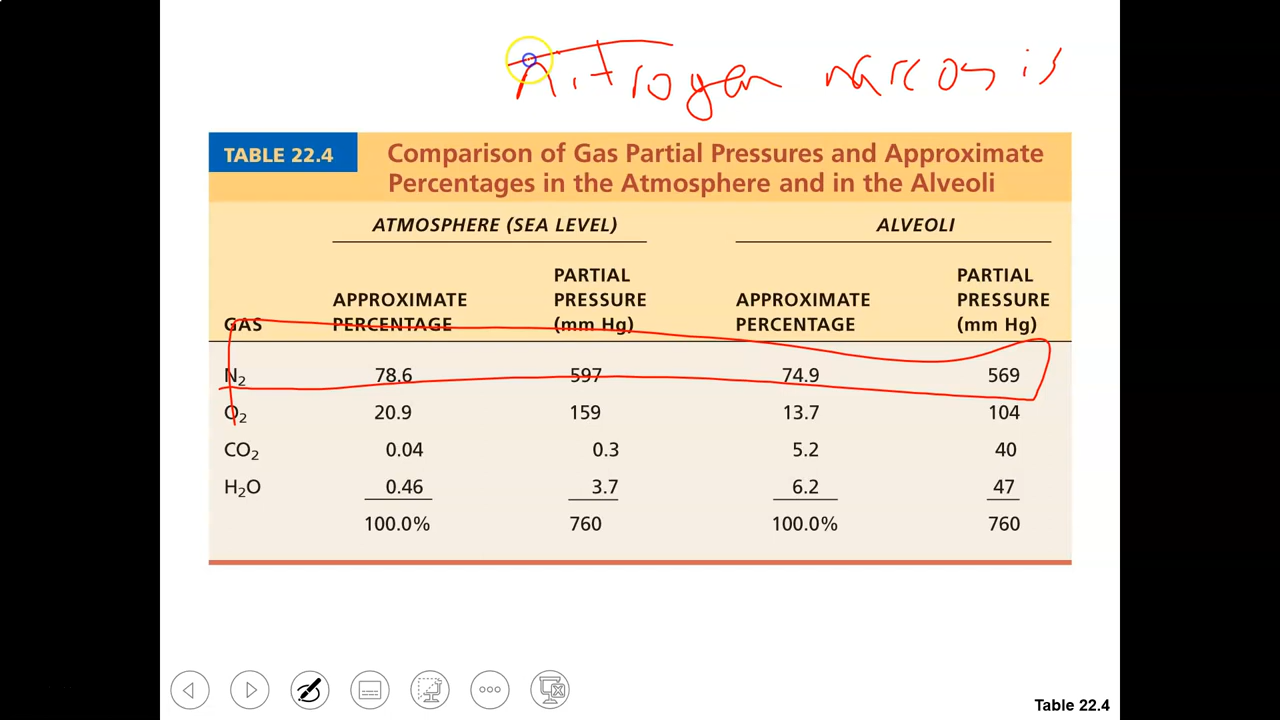 nitrogen narcosis
TABLE 22.4
Comparison of Gas Partial Pressures and Approximate
Percentages in the Atmosphere and in the Alveoli
ATMOSPHERE (SEA LEVEL) ALVEOLI
APPROXIMATE PERCENTAGE PARTIAL PRESSURE (mm Hg) APPROXIMATE PERCENTAGE PARTIAL PRESSURE (mm Hg)
GAS
N₂ 78.6 597 74.9 569
O₂ 20.9 159 13.7 104
CO₂ 0.04 0.3 5.2 40
H₂O 0.46 3.7 6.2 47
100.0% 760 100.0% 760
Table 22.4